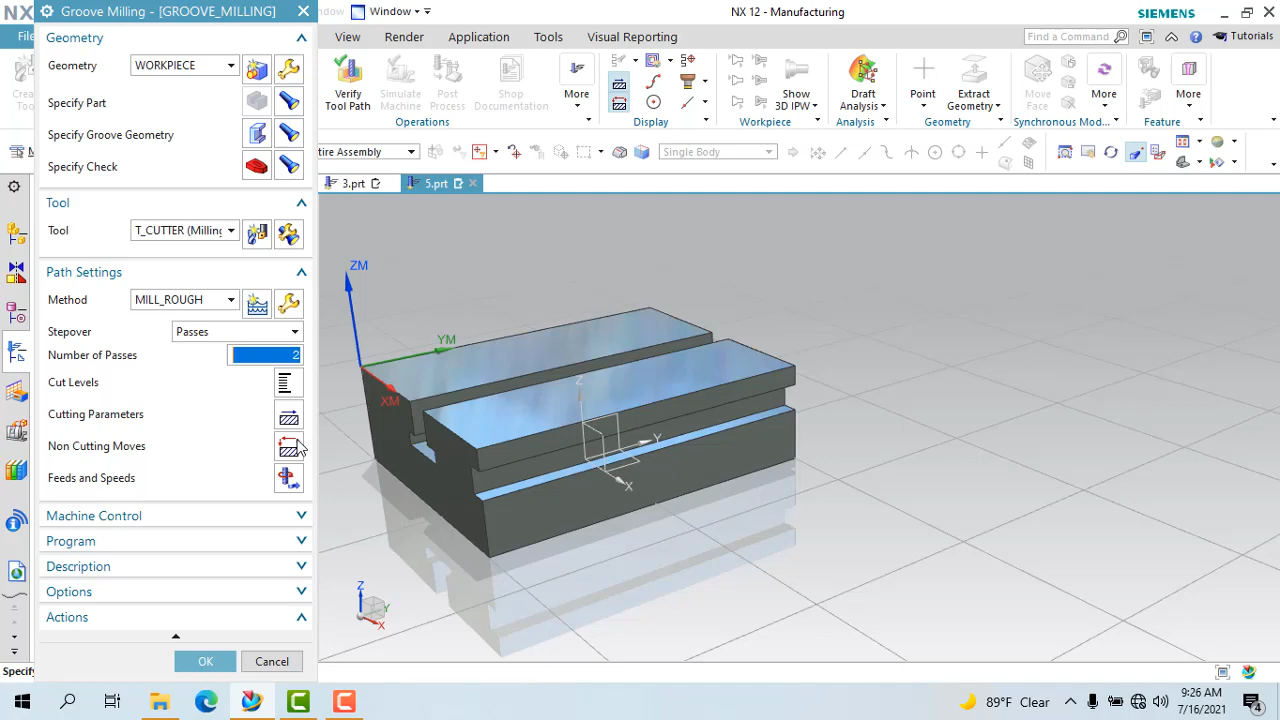 Groove Milling - [GROOVE_MILLING]
NX
Window
NX 12 - Manufacturing
SIEMENS
File
View
Render
Application
Tools
Visual Reporting
Find a Command
Tutorials
Geometry
Geometry
WORKPIECE
Specify Part
Specify Groove Geometry
Specify Check
Tool
Tool
T_CUTTER (Milling
Path Settings
Method
MILL_ROUGH
Stepover
Passes
Number of Passes
2
Cut Levels
Cutting Parameters
Non Cutting Moves
Feeds and Speeds
Machine Control
Program
Description
Options
Actions
OK
Cancel
Verify Tool Path
Simulate Machine
Post Process
Shop Documentation
More
Operations
Display
Show 3D IPW
Workpiece
Draft Analysis
Analysis
Point
Extract Geometry
Geometry
Move Face
More
Synchronous Mod...
More
Feature
tire Assembly
Single Body
3.prt
5.prt
ZM
YM
XM
Z
Y
X
Z
Y
X
Specify
89°F Clear
9:26 AM
7/16/2021
4